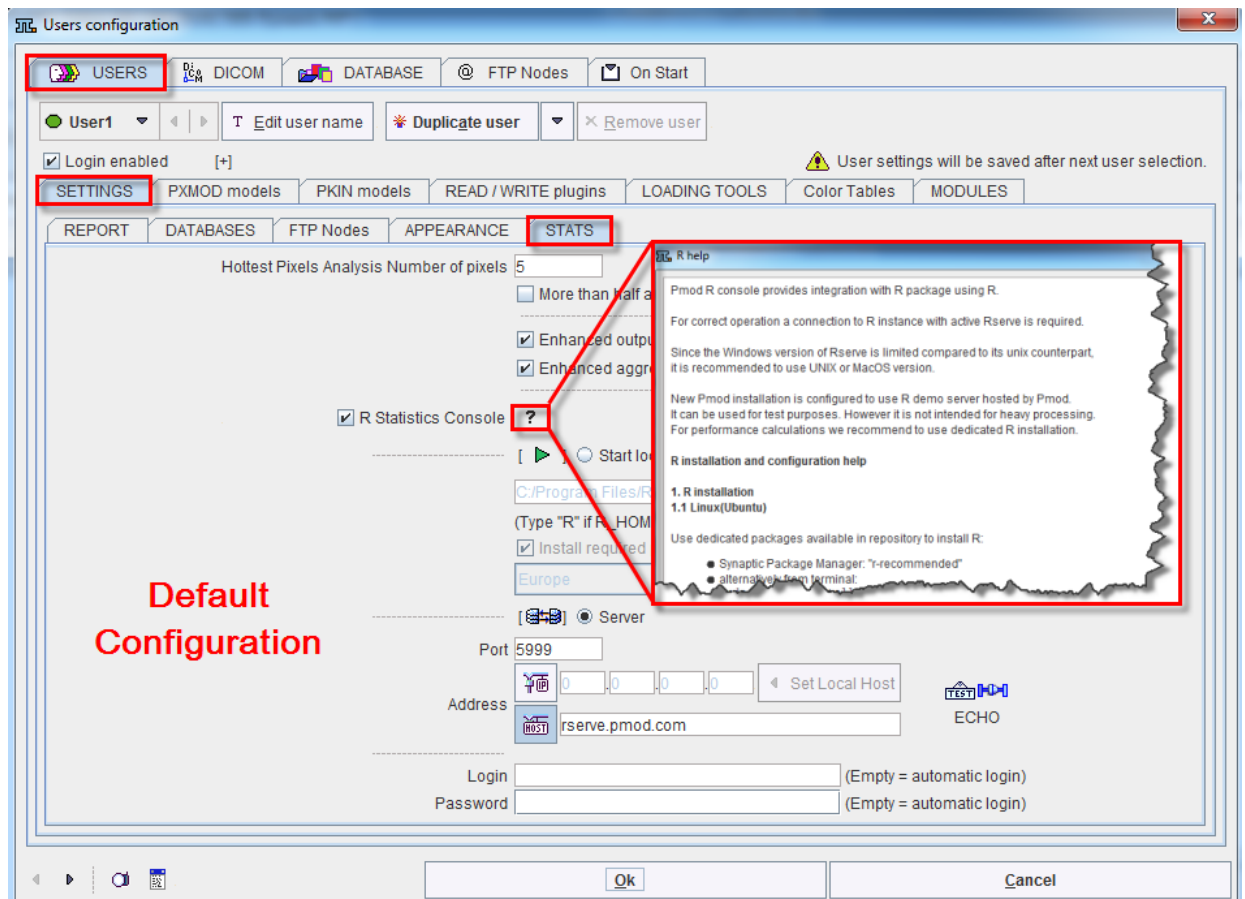 Users configuration
USERS DICOM DATABASE @ FTP Nodes On Start
User1 T Edit user name Duplicate user Remove user
Login enabled [+] User settings will be saved after next user selection.
SETTINGS PXMOD models PKIN models READ / WRITE plugins LOADING TOOLS Color Tables MODULES
REPORT DATABASES FTP Nodes APPEARANCE STATS
Hottest Pixels Analysis Number of pixels 5
More than half a
Enhanced outpu
Enhanced aggre
R Statistics Console ?
[ ] Start loc
C:/Program Files/R
(Type "R" if R_HOM
Install required
Europe
[ ] Server
Port 5999
Address 0 .0 .0 .0 Set Local Host
IP
HOST rserve.pmod.com
TEST
ECHO
Login (Empty = automatic login)
Password (Empty = automatic login)
Default
Configuration
R help
Pmod R console provides integration with R package using R.
For correct operation a connection to R instance with active Rserve is required.
Since the Windows version of Rserve is limited compared to its unix counterpart,
it is recommended to use UNIX or MacOS version.
New Pmod installation is configured to use R demo server hosted by Pmod.
It can be used for test purposes. However it is not intended for heavy processing.
For performance calculations we recommend to use dedicated R installation.
R installation and configuration help
1. R installation
1.1 Linux(Ubuntu)
Use dedicated packages available in repository to install R:
● Synaptic Package Manager: "r-recommended"
● alternatively from terminal:
Ok Cancel